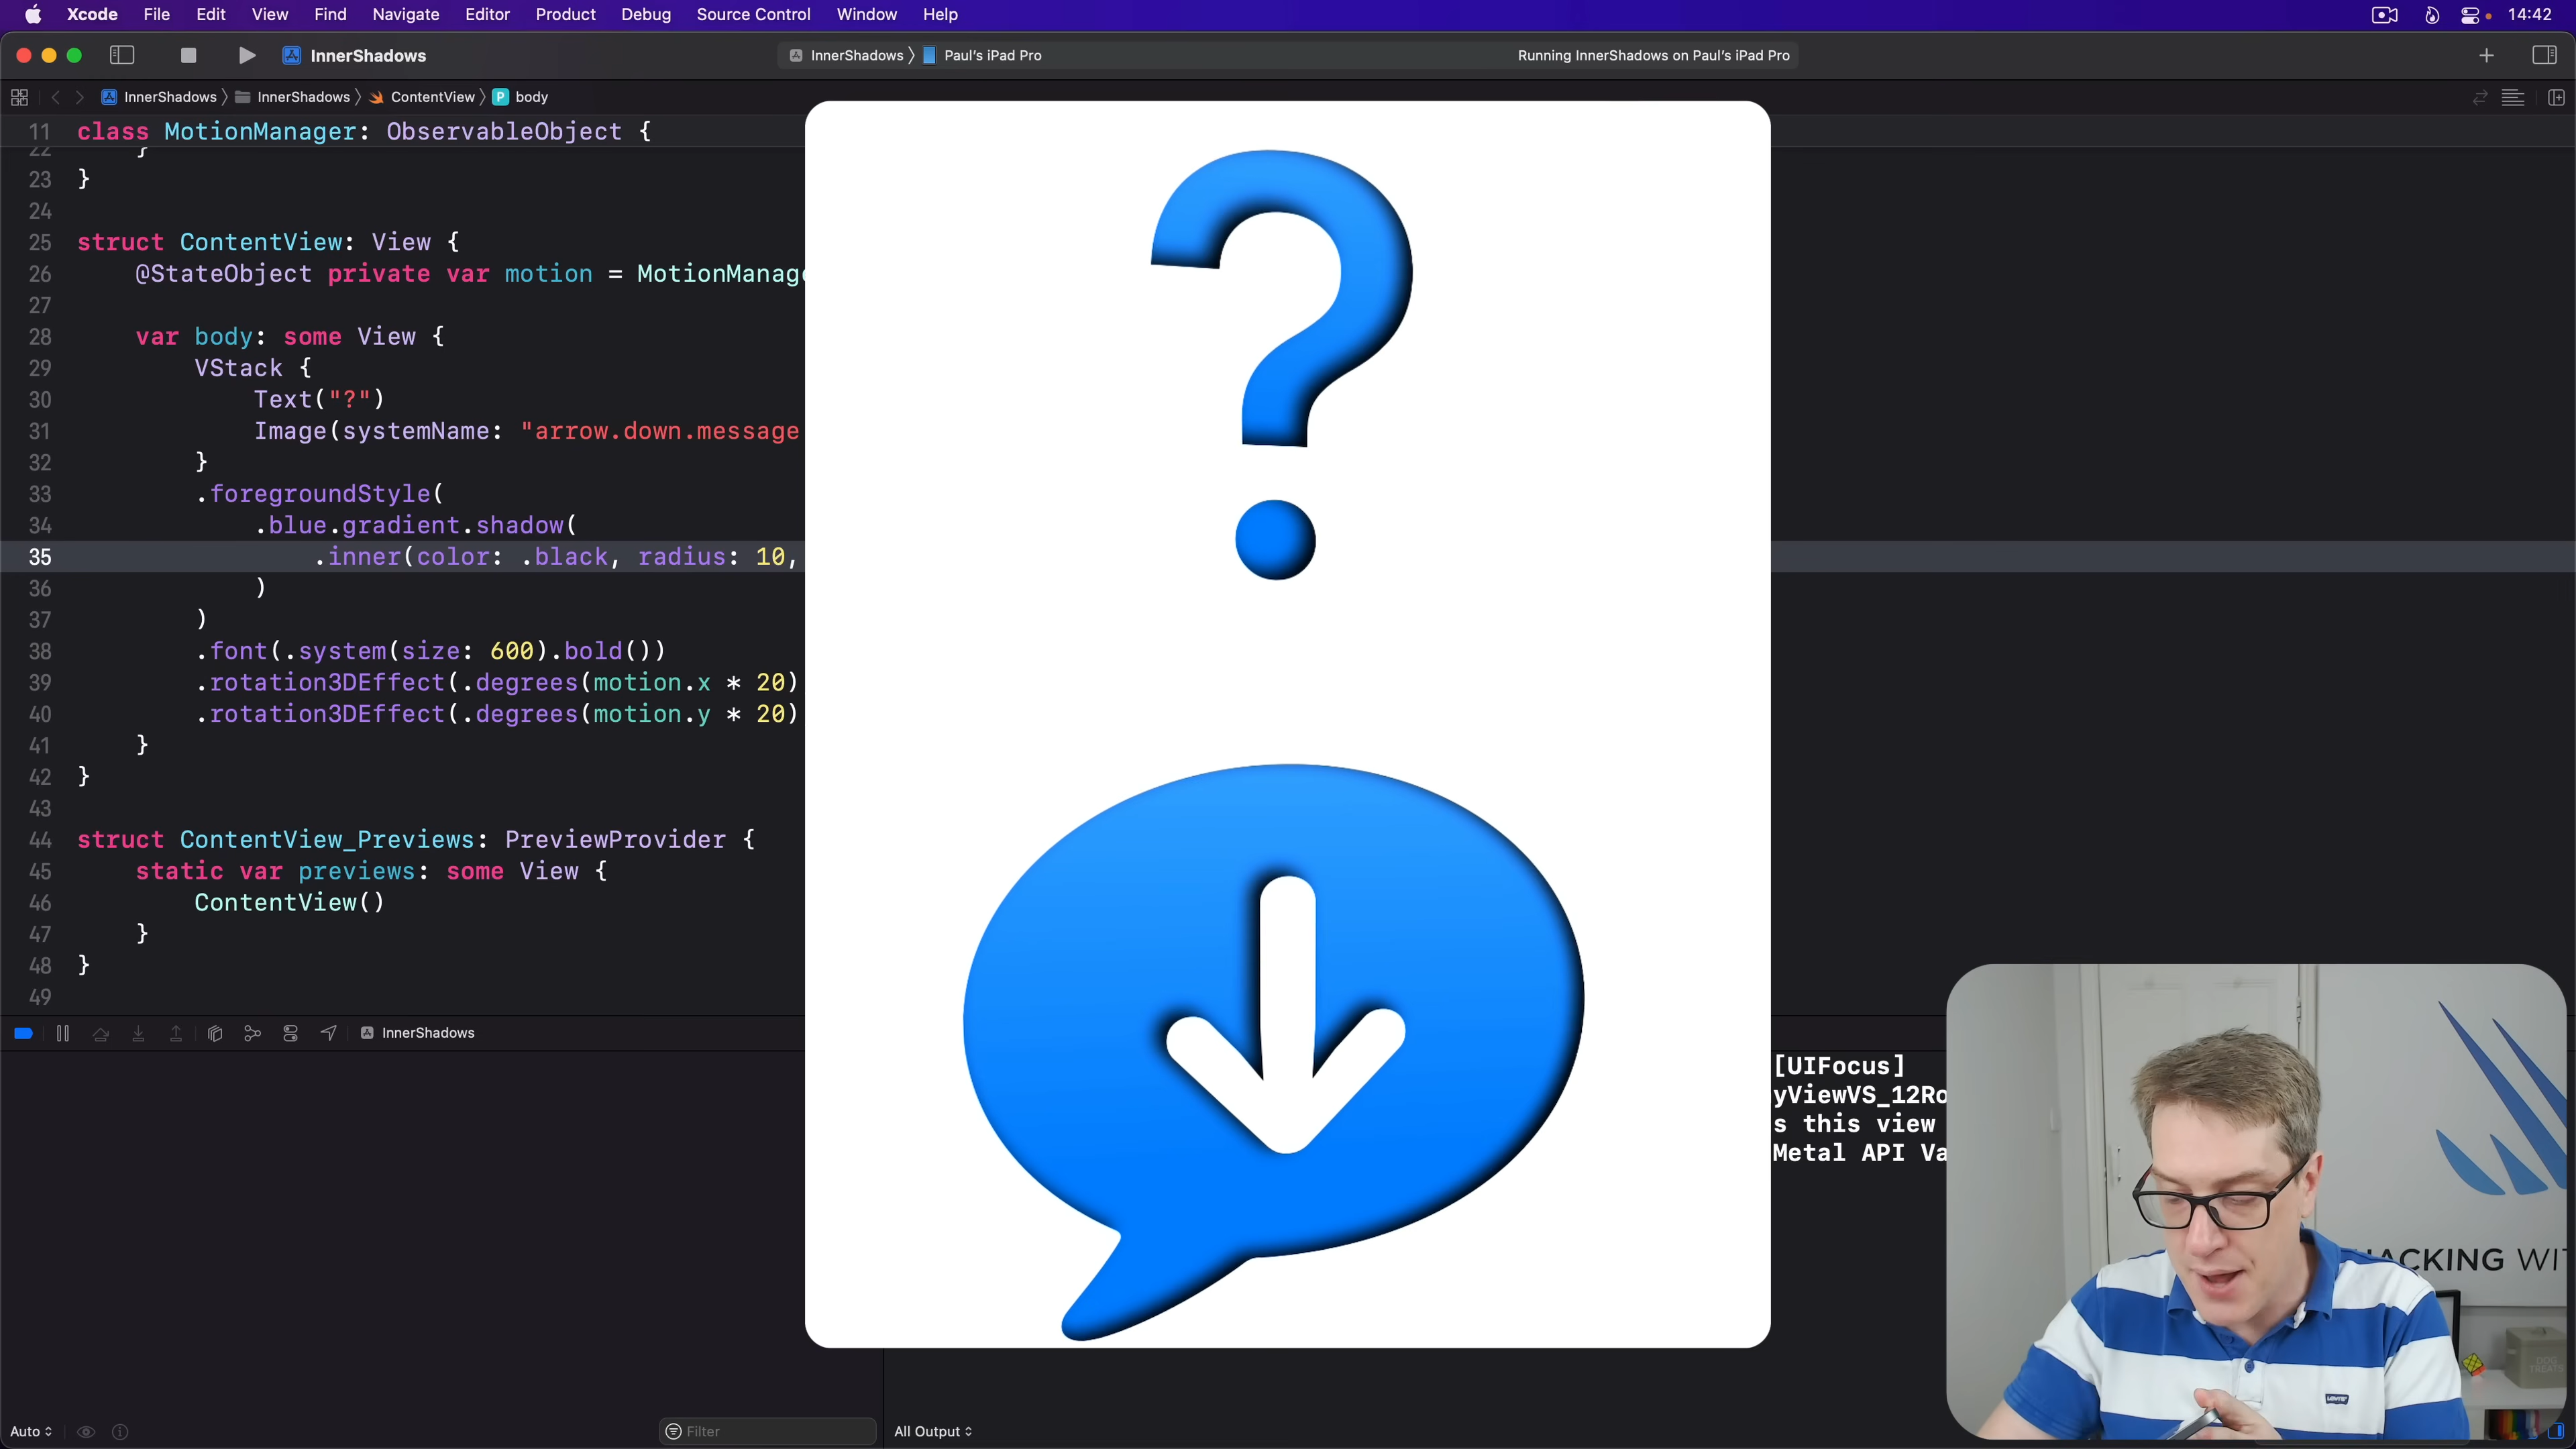 Xcode File Edit View Find Navigate Editor Product Debug Source Control Window Help 14:42
InnerShadows InnerShadows Paul's iPad Pro Running InnerShadows on Paul's iPad Pro
InnerShadows InnerShadows ContentView P body
11 class MotionManager: ObservableObject {
22 }
23 }
24
25 struct ContentView: View {
26 @StateObject private var motion = MotionManage
27
28 var body: some View {
29 VStack {
30 Text("?")
31 Image(systemName: "arrow.down.message
32 }
33 .foregroundStyle(
34 .blue.gradient.shadow(
35 .inner(color: .black, radius: 10,
36 )
37 )
38 .font(.system(size: 600).bold())
39 .rotation3DEffect(.degrees(motion.x * 20)
40 .rotation3DEffect(.degrees(motion.y * 20)
41 }
42 }
43
44 struct ContentView_Previews: PreviewProvider {
45 static var previews: some View {
46 ContentView()
47 }
48 }
49
?
InnerShadows
[UIFocus]
yViewVS_12Ro
s this view
Metal API Va
HACKING WIT
DOG
TREATS
Auto Filter All Output